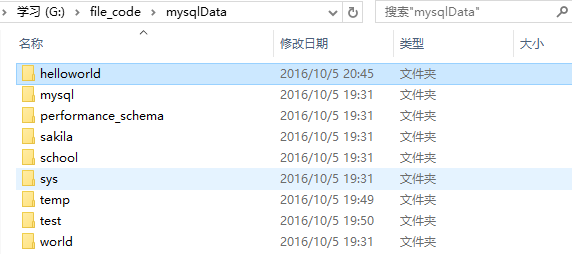 学习 (G:) > file_code > mysqlData 搜索"mysqlData"
名称 修改日期 类型 大小
helloworld 2016/10/5 20:45 文件夹
mysql 2016/10/5 19:31 文件夹
performance_schema 2016/10/5 19:31 文件夹
sakila 2016/10/5 19:31 文件夹
school 2016/10/5 19:31 文件夹
sys 2016/10/5 19:31 文件夹
temp 2016/10/5 19:49 文件夹
test 2016/10/5 19:50 文件夹
world 2016/10/5 19:31 文件夹